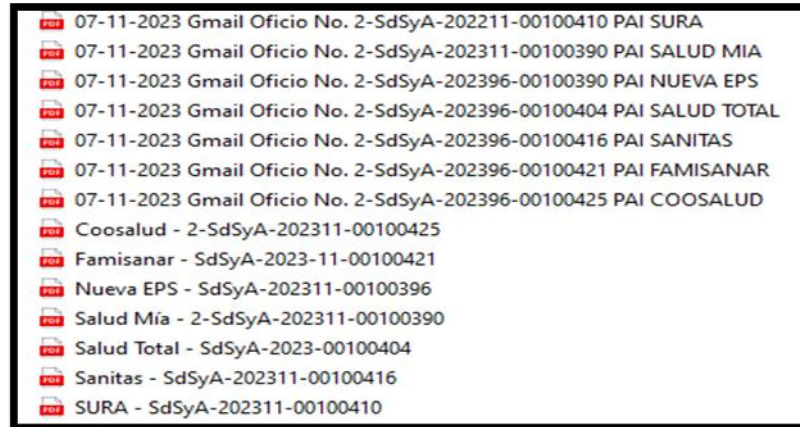 07-11-2023 Gmail Oficio No. 2-SdSyA-202211-00100410 PAI SURA
07-11-2023 Gmail Oficio No. 2-SdSyA-202311-00100390 PAI SALUD MIA
07-11-2023 Gmail Oficio No. 2-SdSyA-202396-00100390 PAI NUEVA EPS
07-11-2023 Gmail Oficio No. 2-SdSyA-202396-00100404 PAI SALUD TOTAL
07-11-2023 Gmail Oficio No. 2-SdSyA-202396-00100416 PAI SANITAS
07-11-2023 Gmail Oficio No. 2-SdSyA-202396-00100421 PAI FAMISANAR
07-11-2023 Gmail Oficio No. 2-SdSyA-202396-00100425 PAI COOSALUD
Coosalud - 2-SdSyA-202311-00100425
Famisanar - SdSyA-2023-11-00100421
Nueva EPS - SdSyA-202311-00100396
Salud Mía - 2-SdSyA-202311-00100390
Salud Total - SdSyA-2023-00100404
Sanitas - SdSyA-202311-00100416
SURA - SdSyA-202311-00100410